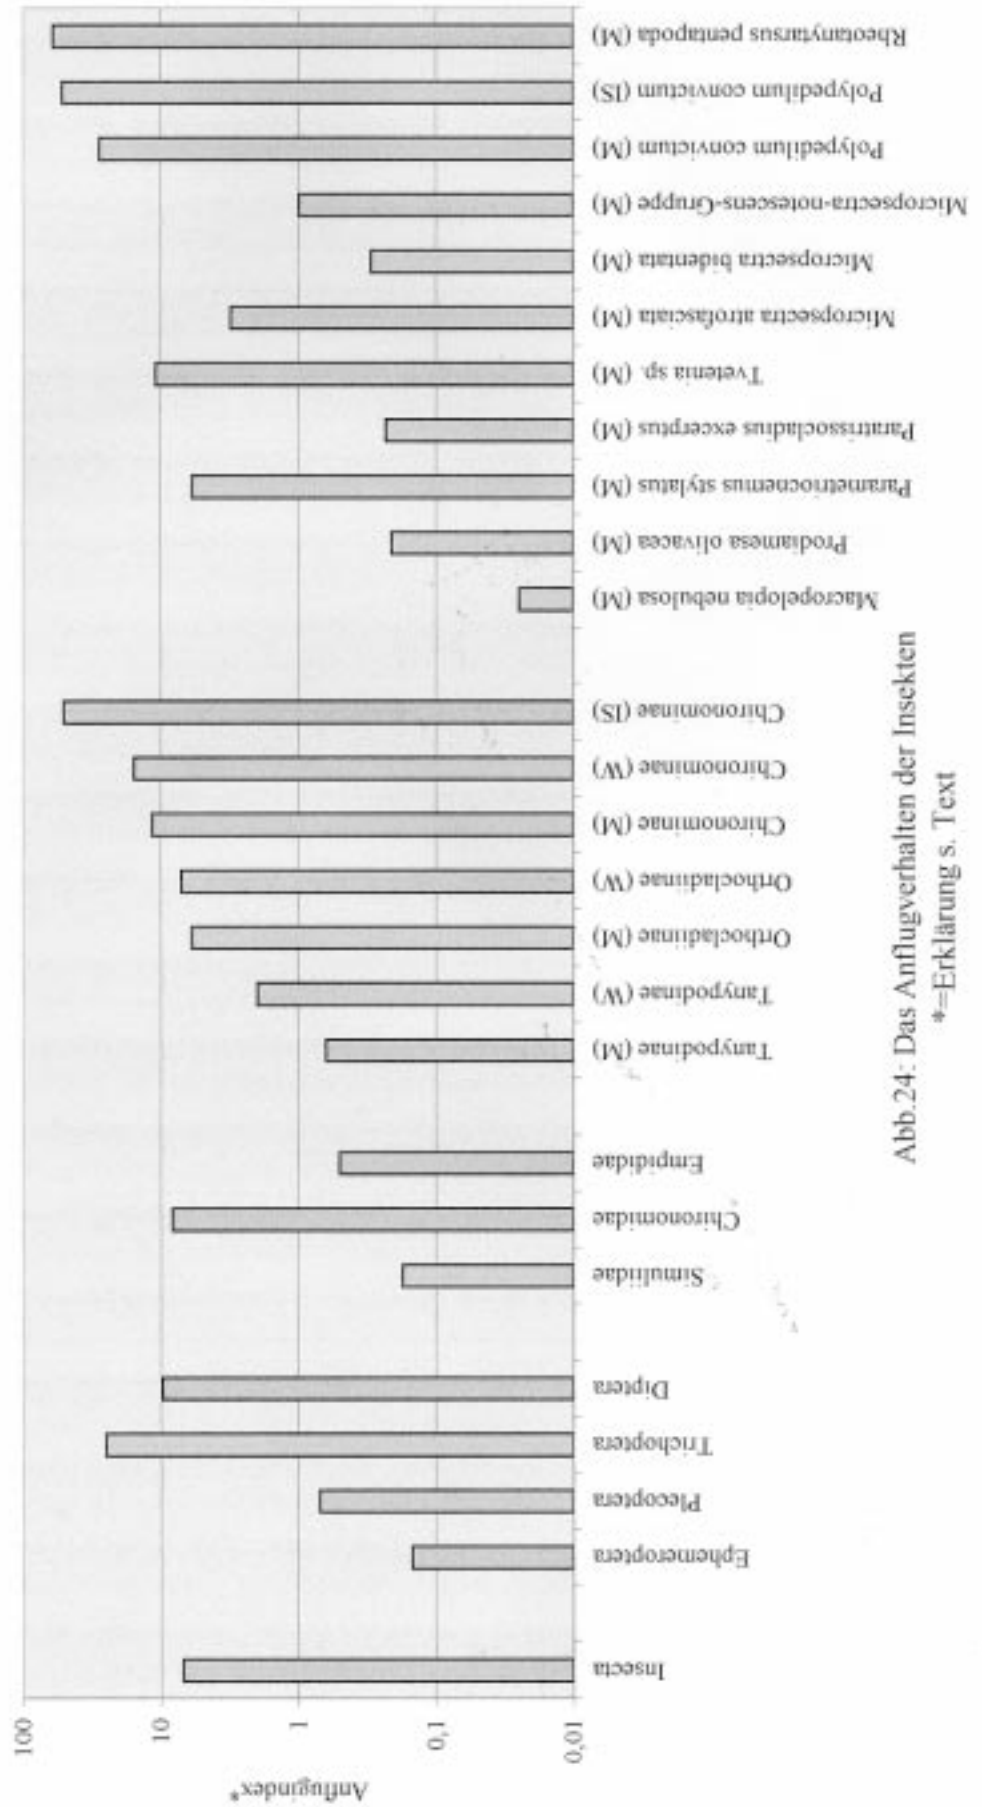 Anflugindex*
100
10
1
0,1
0,01
Insecta
Ephemeroptera
Plecoptera
Trichoptera
Diptera
Simuliidae
Chironomidae
Empididae
Tanypodinae (M)
Tanypodinae (W)
Orthocladiinae (M)
Orthocladiinae (W)
Chironominae (M)
Chironominae (W)
Chironominae (IS)
Macropelopia nebulosa (M)
Prodiamesa olivacea (M)
Parametriocnemus stylatus (M)
Paratrissocladius excerptus (M)
Tvetenia sp. (M)
Micropsectra atrofasciata (M)
Micropsectra bidentata (M)
Micropsectra-notescens-Gruppe (M)
Polypedilum convictum (M)
Polypedilum convictum (IS)
Rheotanytarsus pentapoda (M)
Abb.24: Das Anflugverhalten der Insekten
*=Erklärung s. Text